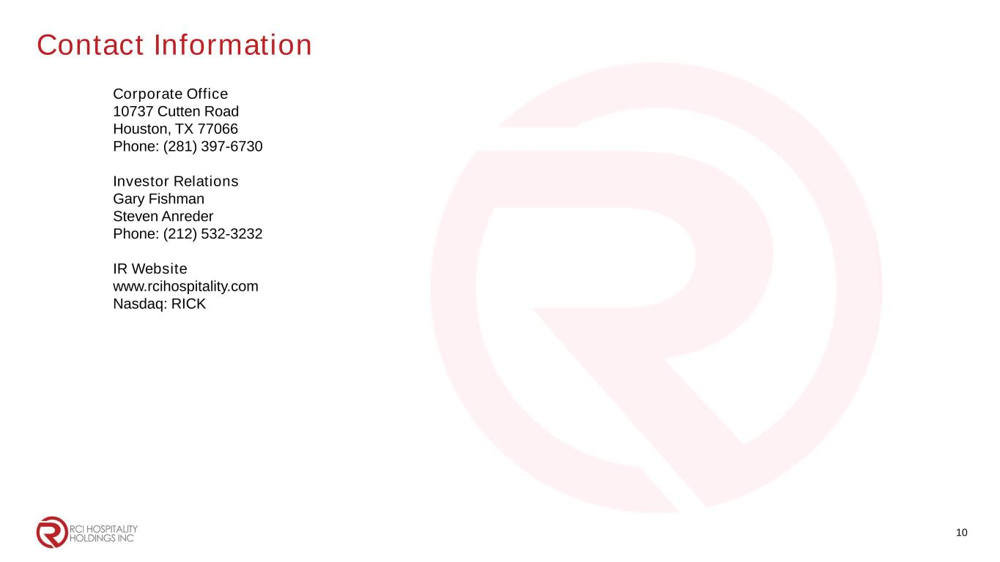 Contact Information
Corporate Office
10737 Cutten Road
Houston, TX 77066
Phone: (281) 397-6730
Investor Relations
Gary Fishman
Steven Anreder
Phone: (212) 532-3232
IR Website
www.rcihospitality.com
Nasdaq: RICK
RCI HOSPITALITY
HOLDINGS INC
10